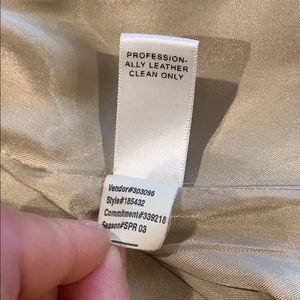 PROFESSION-
ALLY LEATHER
CLEAN ONLY
Vendor#303096
Style#185432
Commitment#339218
Season#SPR 03